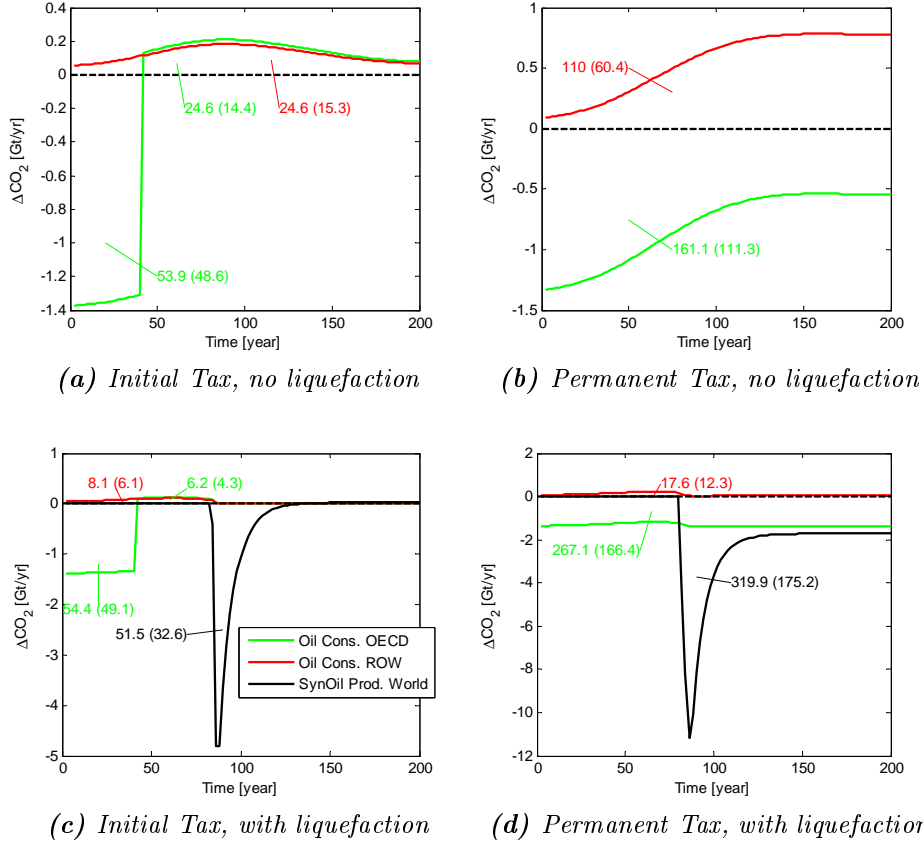 0.4
0.2
0
-0.2
-0.4
-0.6
-0.8
-1
-1.2
-1.4
0 50 100 150 200
ΔCO2 [Gt/yr]
Time [year]
24.6 (14.4)
24.6 (15.3)
53.9 (48.6)
(a) Initial Tax, no liquefaction
1
0.5
0
-0.5
-1
-1.5
0 50 100 150 200
ΔCO2 [Gt/yr]
Time [year]
110 (60.4)
161.1 (111.3)
(b) Permanent Tax, no liquefaction
1
0
-1
-2
-3
-4
-5
0 50 100 150 200
ΔCO2 [Gt/yr]
Time [year]
8.1 (6.1)
6.2 (4.3)
54.4 (49.1)
51.5 (32.6)
Oil Cons. OECD
Oil Cons. ROW
SynOil Prod. World
(c) Initial Tax, with liquefaction
2
0
-2
-4
-6
-8
-10
-12
0 50 100 150 200
ΔCO2 [Gt/yr]
Time [year]
17.6 (12.3)
267.1 (166.4)
319.9 (175.2)
(d) Permanent Tax, with liquefaction